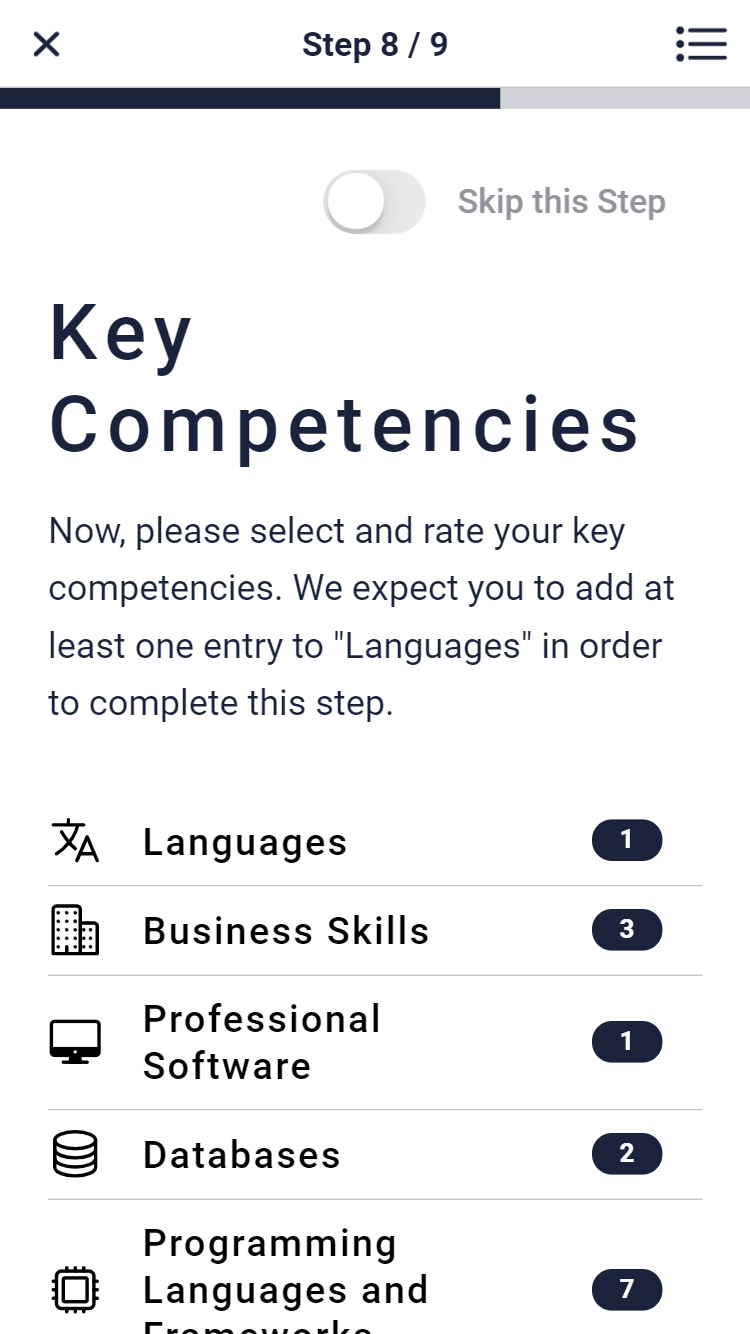 Step 8 / 9
Skip this Step
Key
Competencies
Now, please select and rate your key
competencies. We expect you to add at
least one entry to "Languages" in order
to complete this step.
Languages 1
Business Skills 3
Professional
Software 1
Databases 2
Programming
Languages and 7
Frameworks